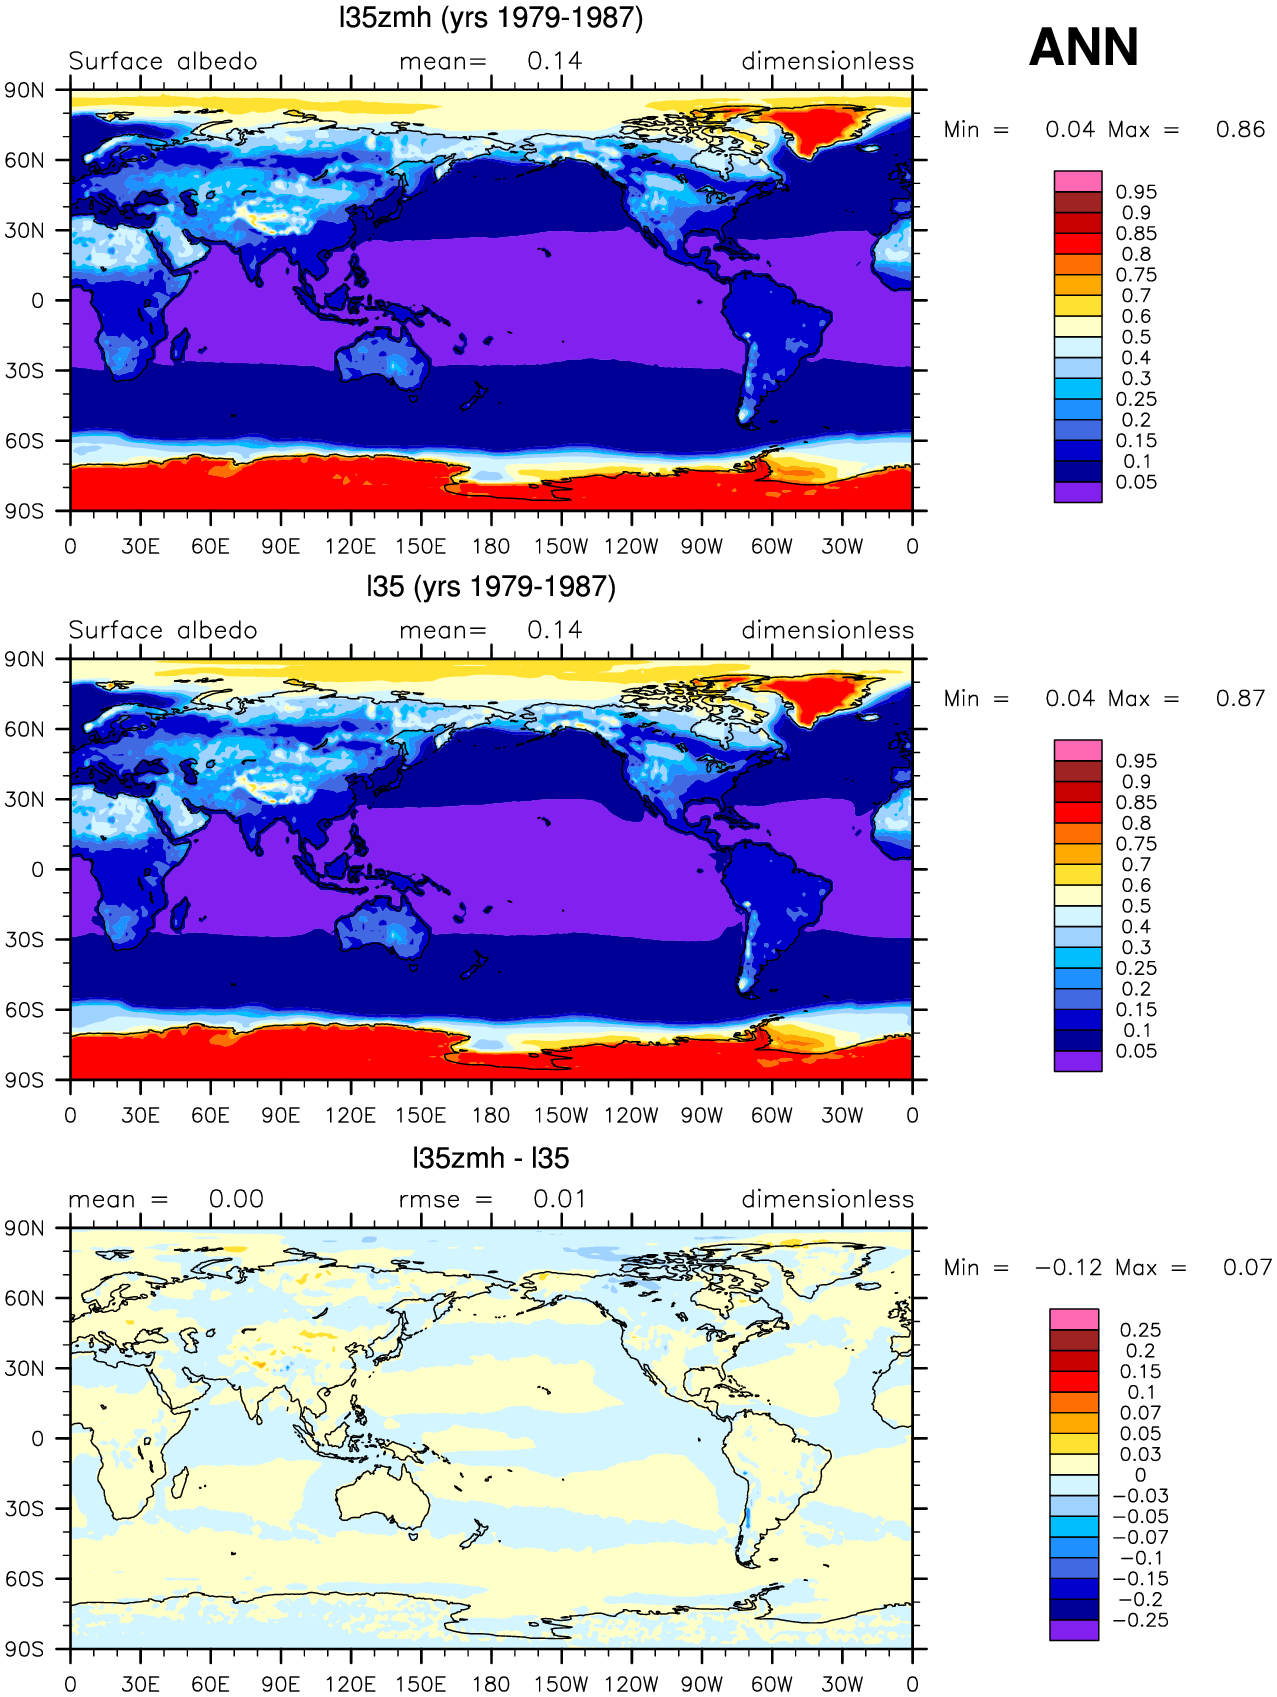 l35zmh (yrs 1979-1987)
ANN
Surface albedo mean= 0.14 dimensionless
Min = 0.04 Max = 0.86
90N
60N
30N
0
30S
60S
90S
0 30E 60E 90E 120E 150E 180 150W 120W 90W 60W 30W 0
0.95
0.9
0.85
0.8
0.75
0.7
0.6
0.5
0.4
0.3
0.25
0.2
0.15
0.1
0.05
l35 (yrs 1979-1987)
Surface albedo mean= 0.14 dimensionless
Min = 0.04 Max = 0.87
90N
60N
30N
0
30S
60S
90S
0 30E 60E 90E 120E 150E 180 150W 120W 90W 60W 30W 0
0.95
0.9
0.85
0.8
0.75
0.7
0.6
0.5
0.4
0.3
0.25
0.2
0.15
0.1
0.05
l35zmh - l35
mean = 0.00 rmse = 0.01 dimensionless
Min = −0.12 Max = 0.07
90N
60N
30N
0
30S
60S
90S
0 30E 60E 90E 120E 150E 180 150W 120W 90W 60W 30W 0
0.25
0.2
0.15
0.1
0.07
0.05
0.03
0
−0.03
−0.05
−0.07
−0.1
−0.15
−0.2
−0.25